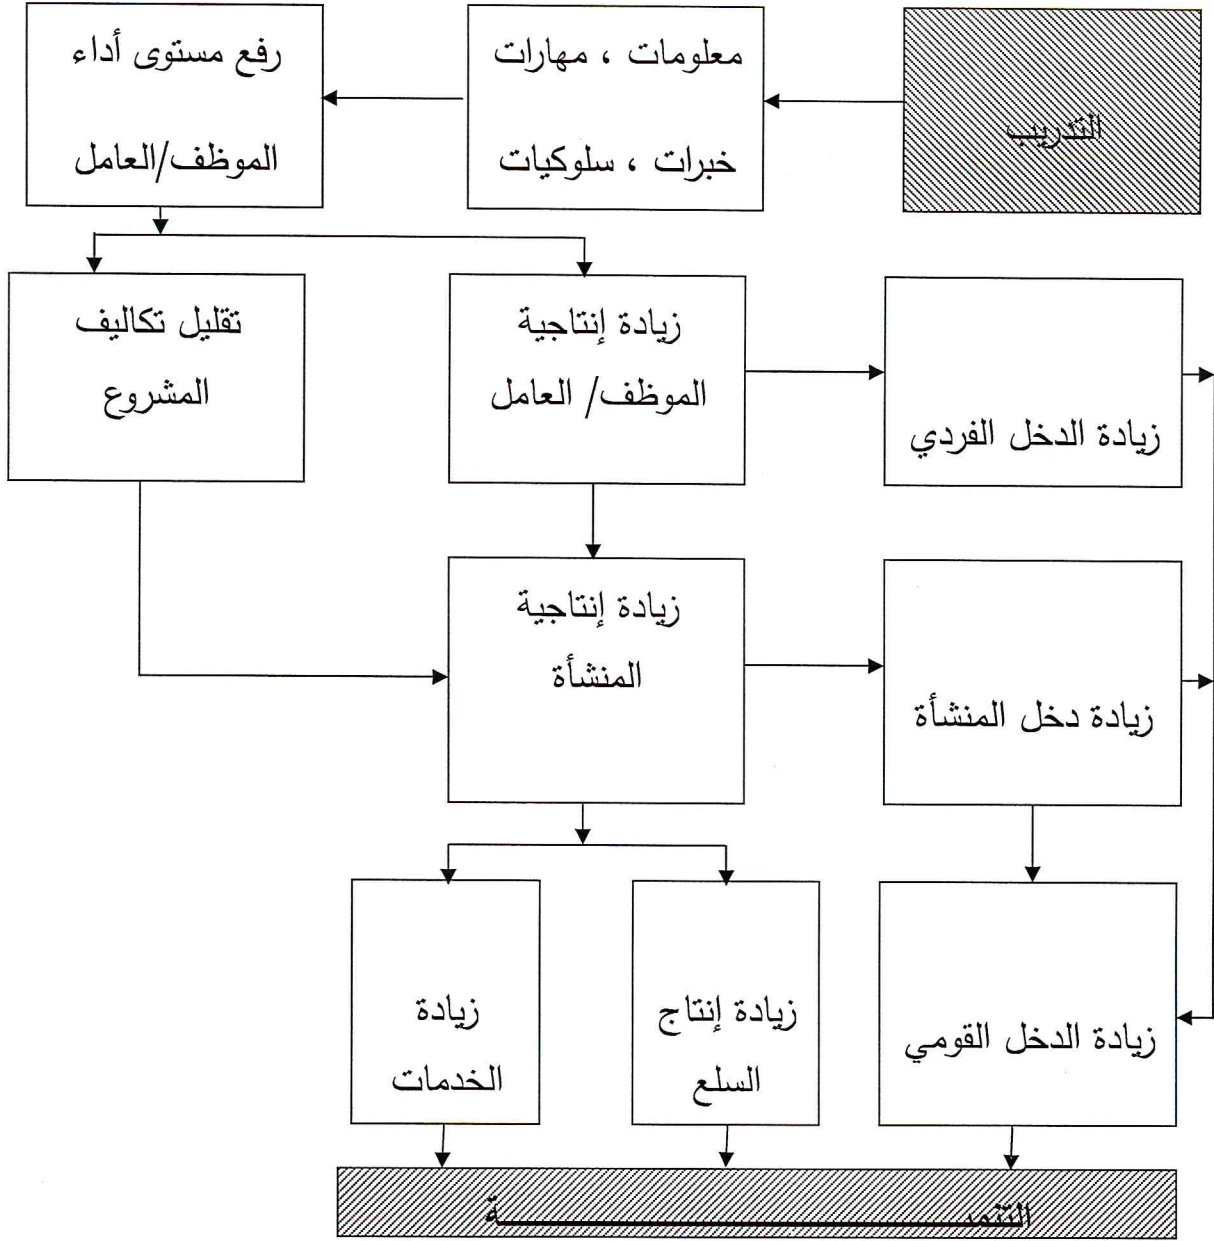 التدريب
معلومات ، مهارات
خبرات ، سلوكيات
رفع مستوى أداء
الموظف/العامل
زيادة الدخل الفردي
زيادة إنتاجية
الموظف/ العامل
تقليل تكاليف
المشروع
زيادة دخل المنشأة
زيادة إنتاجية
المنشأة
زيادة الدخل القومي
زيادة إنتاج
السلع
زيادة
الخدمات
التنميـــــــــــــــــــــــــــــــــــــة